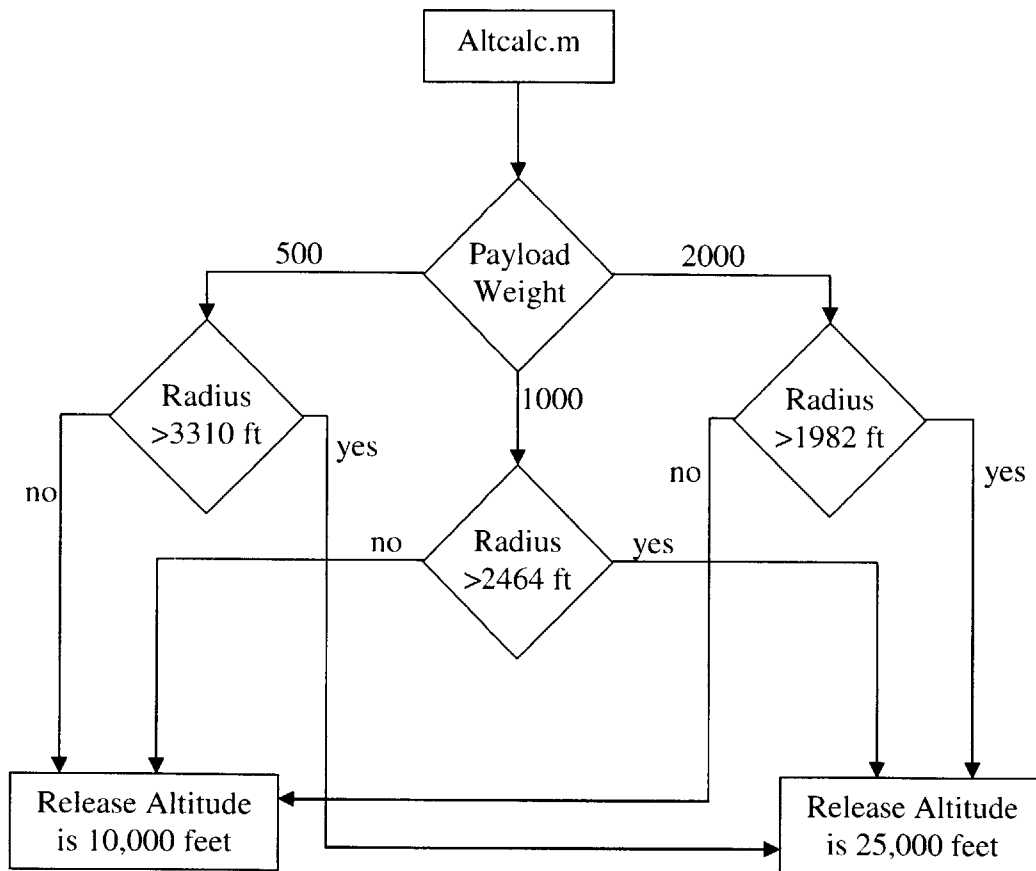 Altcalc.m
Payload
Weight
500
2000
1000
Radius
>3310 ft
Radius
>1982 ft
no
yes
no
yes
Radius
>2464 ft
no
yes
Release Altitude
is 10,000 feet
Release Altitude
is 25,000 feet